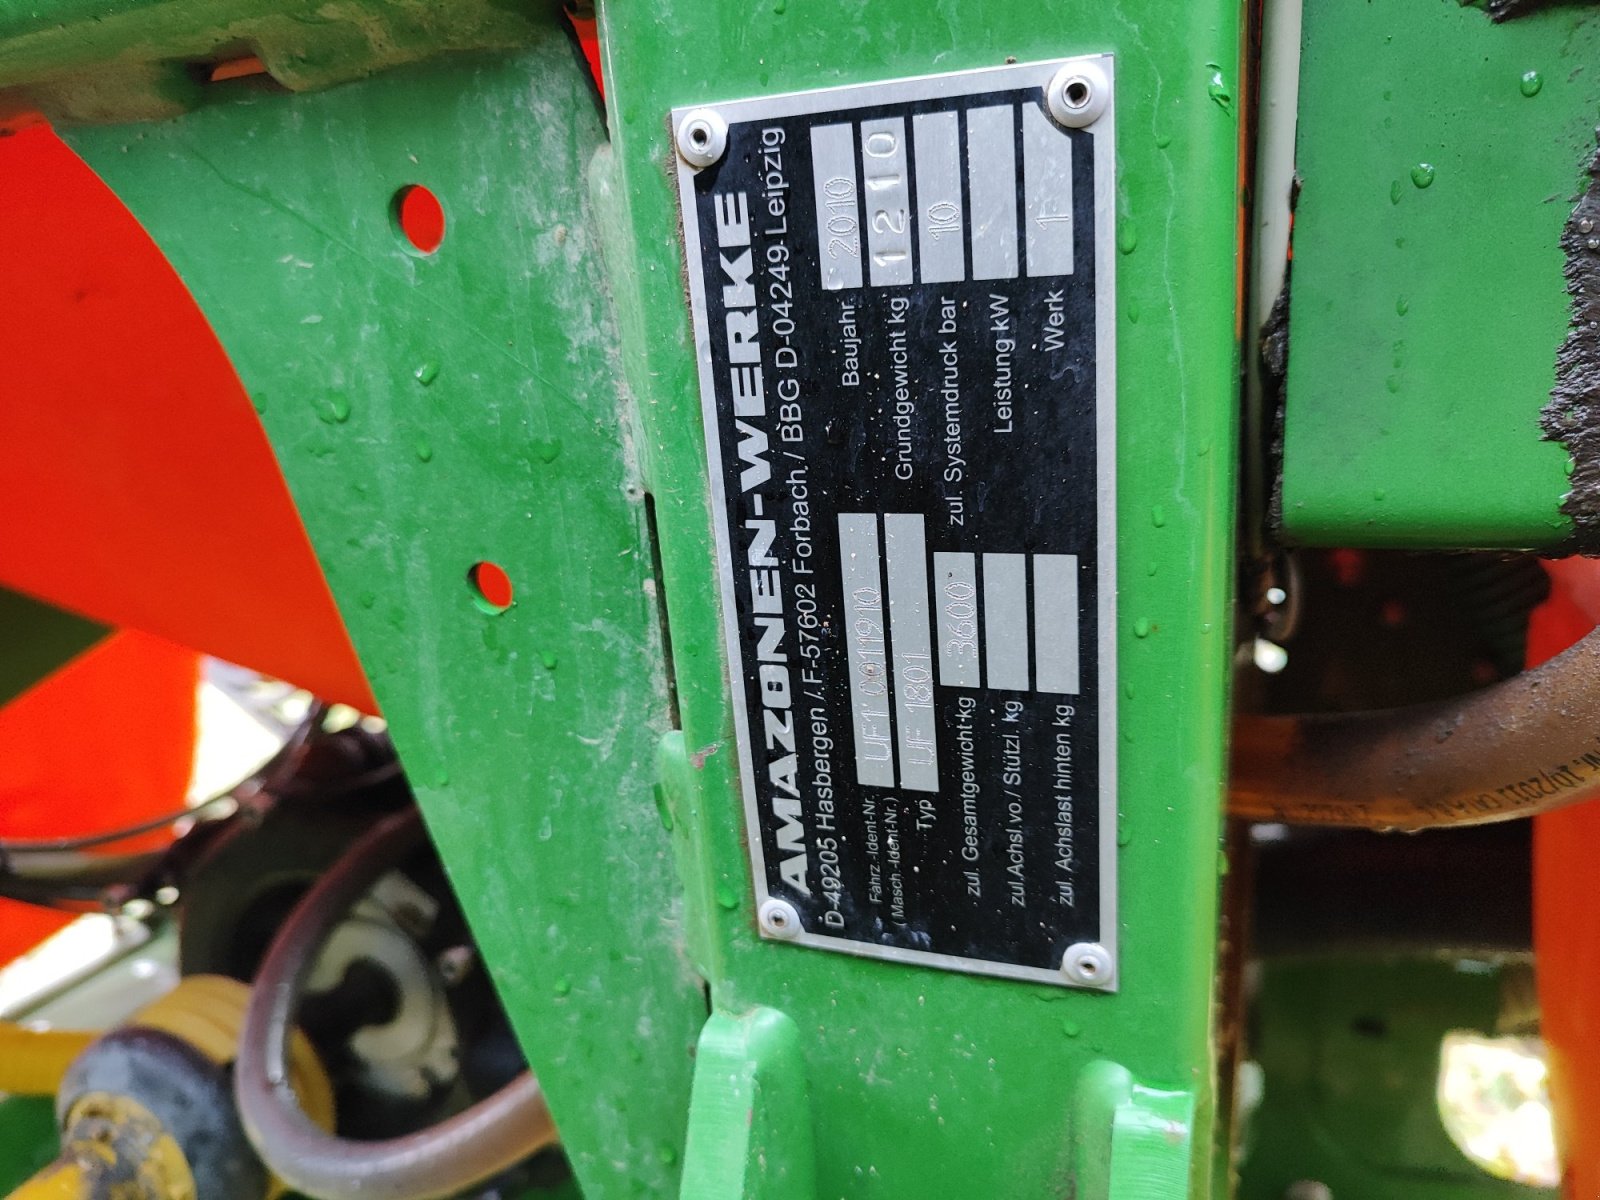 AMAZONEN-WERKE
D-49205 Hasbergen / F-57602 Forbach / BBG D-04249 Leipzig
Fahrz.-Ident-Nr. UF1 001910
( Masch.-Ident-Nr.)
Typ UF 1801
zul. Gesamtgewicht kg 3600
zul.Achsl.vo./ Stützl. kg
zul. Achslast hinten kg
Baujahr 2010
Grundgewicht kg 1210
zul. Systemdruck bar 10
Leistung kW
Werk 1
10/2011